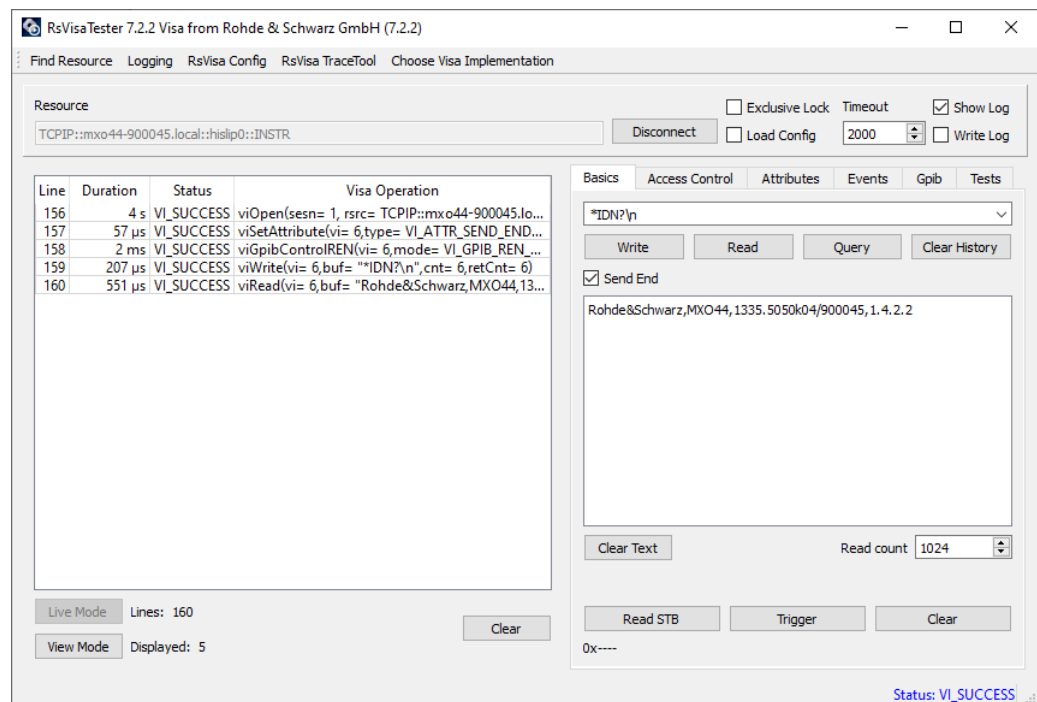 RsVisaTester 7.2.2 Visa from Rohde & Schwarz GmbH (7.2.2)
Find Resource Logging RsVisa Config RsVisa TraceTool Choose Visa Implementation
Resource
Exclusive Lock Timeout Show Log
TCPIP::mxo44-900045.local::hislip0::INSTR Disconnect Load Config 2000 Write Log
Basics Access Control Attributes Events Gpib Tests
Line Duration Status Visa Operation
156 4 s VI_SUCCESS viOpen(sesn= 1, rsrc= TCPIP::mxo44-900045.lo...
157 57 µs VI_SUCCESS viSetAttribute(vi= 6,type= VI_ATTR_SEND_END...
158 2 ms VI_SUCCESS viGpibControlREN(vi= 6,mode= VI_GPIB_REN_...
159 207 µs VI_SUCCESS viWrite(vi= 6,buf= "*IDN?\n",cnt= 6,retCnt= 6)
160 551 µs VI_SUCCESS viRead(vi= 6,buf= "Rohde&Schwarz,MXO44,13...
*IDN?\n
Write Read Query Clear History
Send End
Rohde&Schwarz,MXO44,1335.5050k04/900045,1.4.2.2
Clear Text Read count 1024
Live Mode Lines: 160
Clear
View Mode Displayed: 5
Read STB Trigger Clear
0x----
Status: VI_SUCCESS